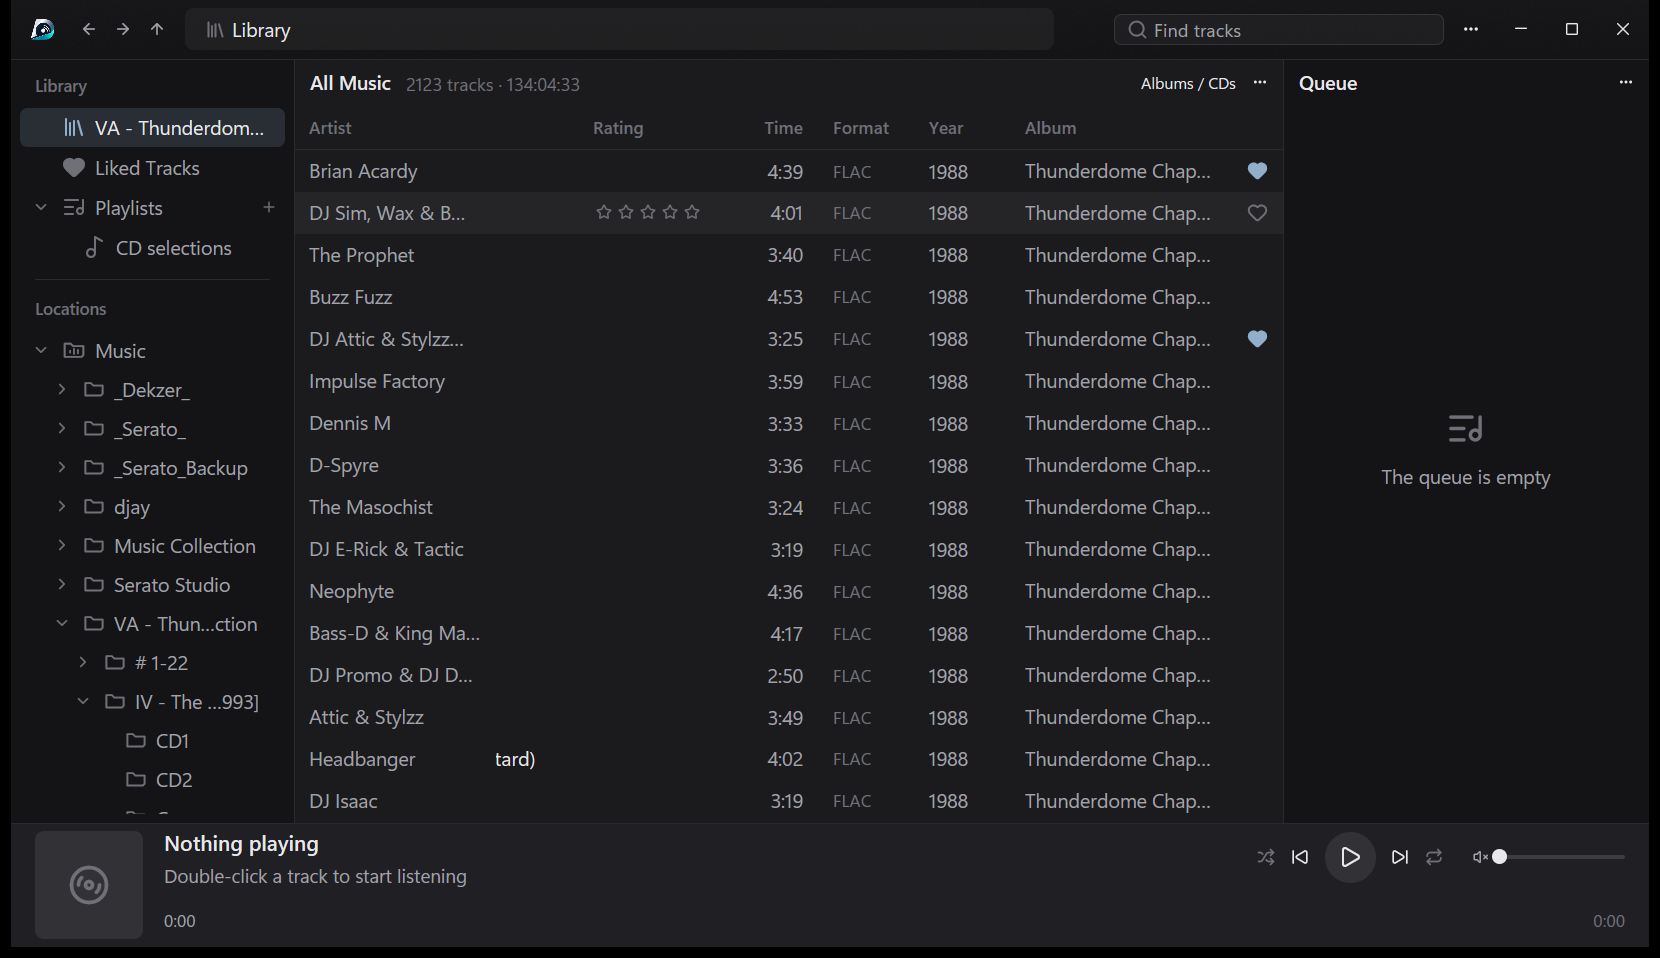 Library
Find tracks
Library
VA - Thunderdom...
Liked Tracks
Playlists
CD selections
Locations
Music
_Dekzer_
_Serato_
_Serato_Backup
djay
Music Collection
Serato Studio
VA - Thun...ction
# 1-22
IV - The ...993]
CD1
CD2
All Music 2123 tracks · 134:04:33 Albums / CDs
Artist Rating Time Format Year Album
Brian Acardy 4:39 FLAC 1988 Thunderdome Chap...
DJ Sim, Wax & B... 4:01 FLAC 1988 Thunderdome Chap...
The Prophet 3:40 FLAC 1988 Thunderdome Chap...
Buzz Fuzz 4:53 FLAC 1988 Thunderdome Chap...
DJ Attic & Stylzz... 3:25 FLAC 1988 Thunderdome Chap...
Impulse Factory 3:59 FLAC 1988 Thunderdome Chap...
Dennis M 3:33 FLAC 1988 Thunderdome Chap...
D-Spyre 3:36 FLAC 1988 Thunderdome Chap...
The Masochist 3:24 FLAC 1988 Thunderdome Chap...
DJ E-Rick & Tactic 3:19 FLAC 1988 Thunderdome Chap...
Neophyte 4:36 FLAC 1988 Thunderdome Chap...
Bass-D & King Ma... 4:17 FLAC 1988 Thunderdome Chap...
DJ Promo & DJ D... 2:50 FLAC 1988 Thunderdome Chap...
Attic & Stylzz 3:49 FLAC 1988 Thunderdome Chap...
Headbanger tard) 4:02 FLAC 1988 Thunderdome Chap...
DJ Isaac 3:19 FLAC 1988 Thunderdome Chap...
Queue
The queue is empty
Nothing playing
Double-click a track to start listening
0:00
0:00